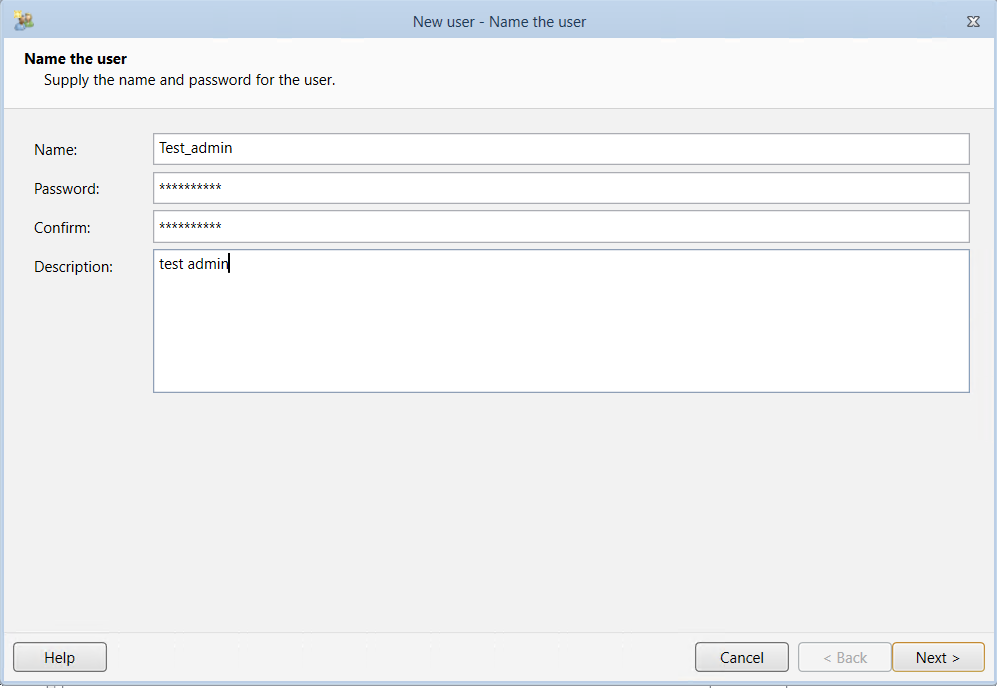 New user - Name the user
Name the user
Supply the name and password for the user.
Name: Test_admin
Password: **********
Confirm: **********
Description: test admin
Help Cancel < Back Next >